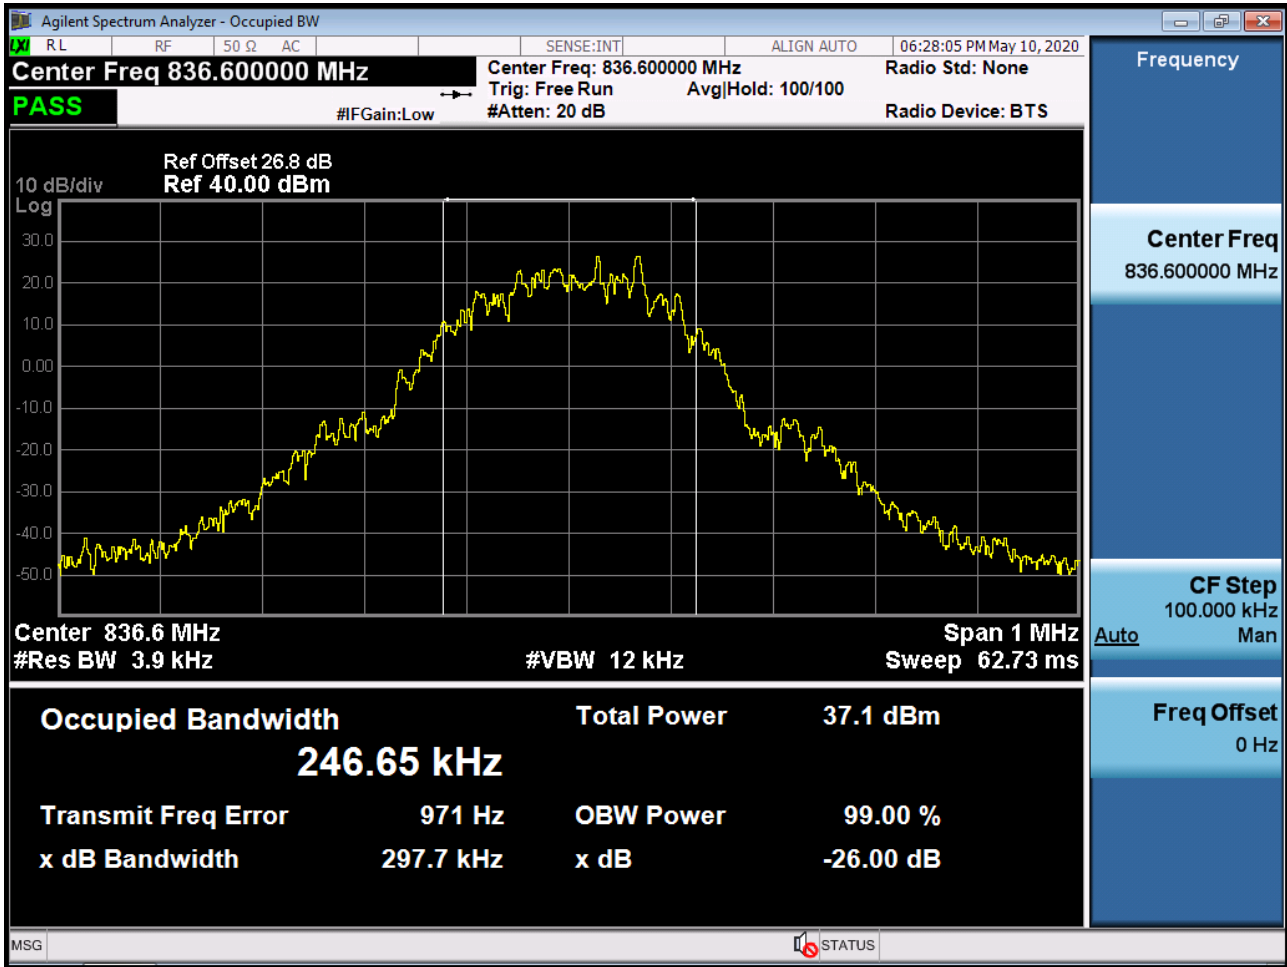 Agilent Spectrum Analyzer - Occupied BW
LXI RL RF 50 Ω AC SENSE:INT ALIGN AUTO 06:28:05 PM May 10, 2020
Center Freq 836.600000 MHz
Center Freq: 836.600000 MHz
Radio Std: None
Trig: Free Run Avg|Hold: 100/100
PASS
#IFGain:Low
#Atten: 20 dB
Radio Device: BTS
Ref Offset 26.8 dB
10 dB/div Ref 40.00 dBm
Log
30.0
20.0
10.0
0.00
-10.0
-20.0
-30.0
-40.0
-50.0
Center 836.6 MHz Span 1 MHz
#Res BW 3.9 kHz #VBW 12 kHz Sweep 62.73 ms
Occupied Bandwidth Total Power 37.1 dBm
246.65 kHz
Transmit Freq Error 971 Hz OBW Power 99.00 %
x dB Bandwidth 297.7 kHz x dB -26.00 dB
MSG STATUS
Frequency
Center Freq
836.600000 MHz
CF Step
100.000 kHz
Auto Man
Freq Offset
0 Hz